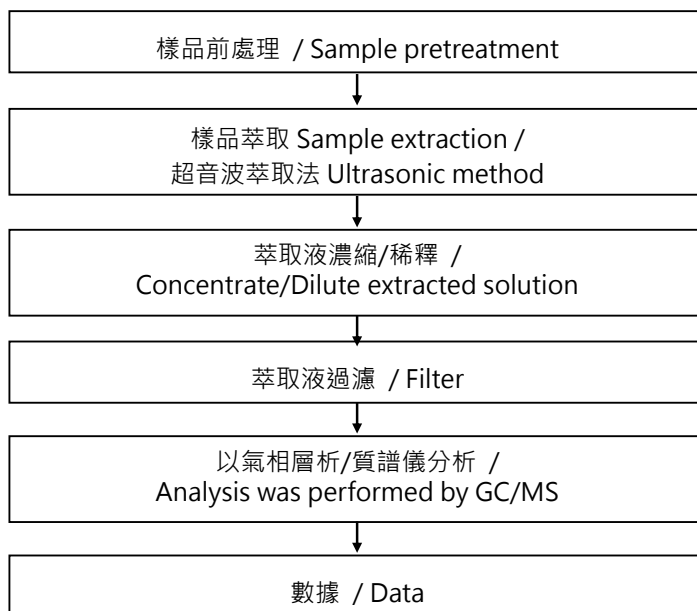 樣品前處理 / Sample pretreatment
樣品萃取 Sample extraction /
超音波萃取法 Ultrasonic method
萃取液濃縮/稀釋 /
Concentrate/Dilute extracted solution
萃取液過濾 / Filter
以氣相層析/質譜儀分析 /
Analysis was performed by GC/MS
數據 / Data